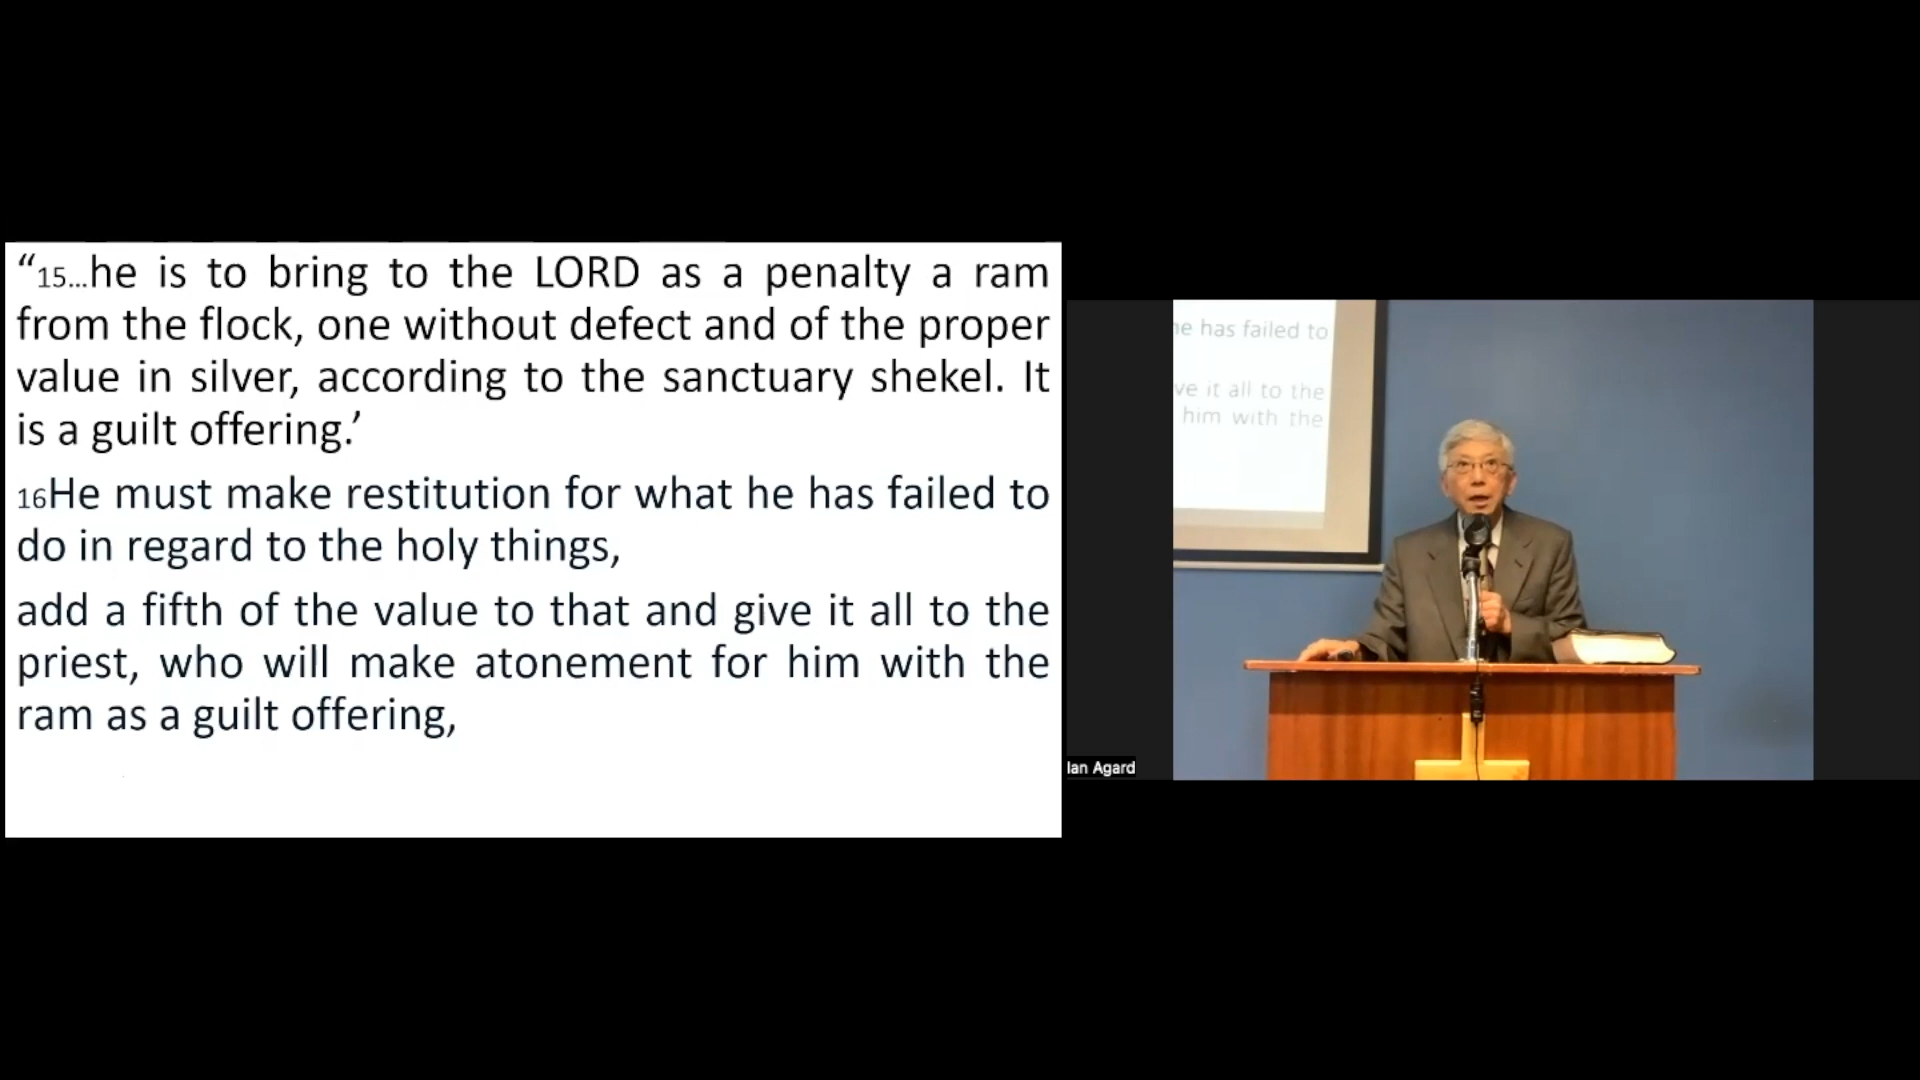 “15...he is to bring to the LORD as a penalty a ram
from the flock, one without defect and of the proper
value in silver, according to the sanctuary shekel. It
is a guilt offering.’
16He must make restitution for what he has failed to
do in regard to the holy things,
add a fifth of the value to that and give it all to the
priest, who will make atonement for him with the
ram as a guilt offering,
he has failed to
ve it all to the
him with the
Ian Agard